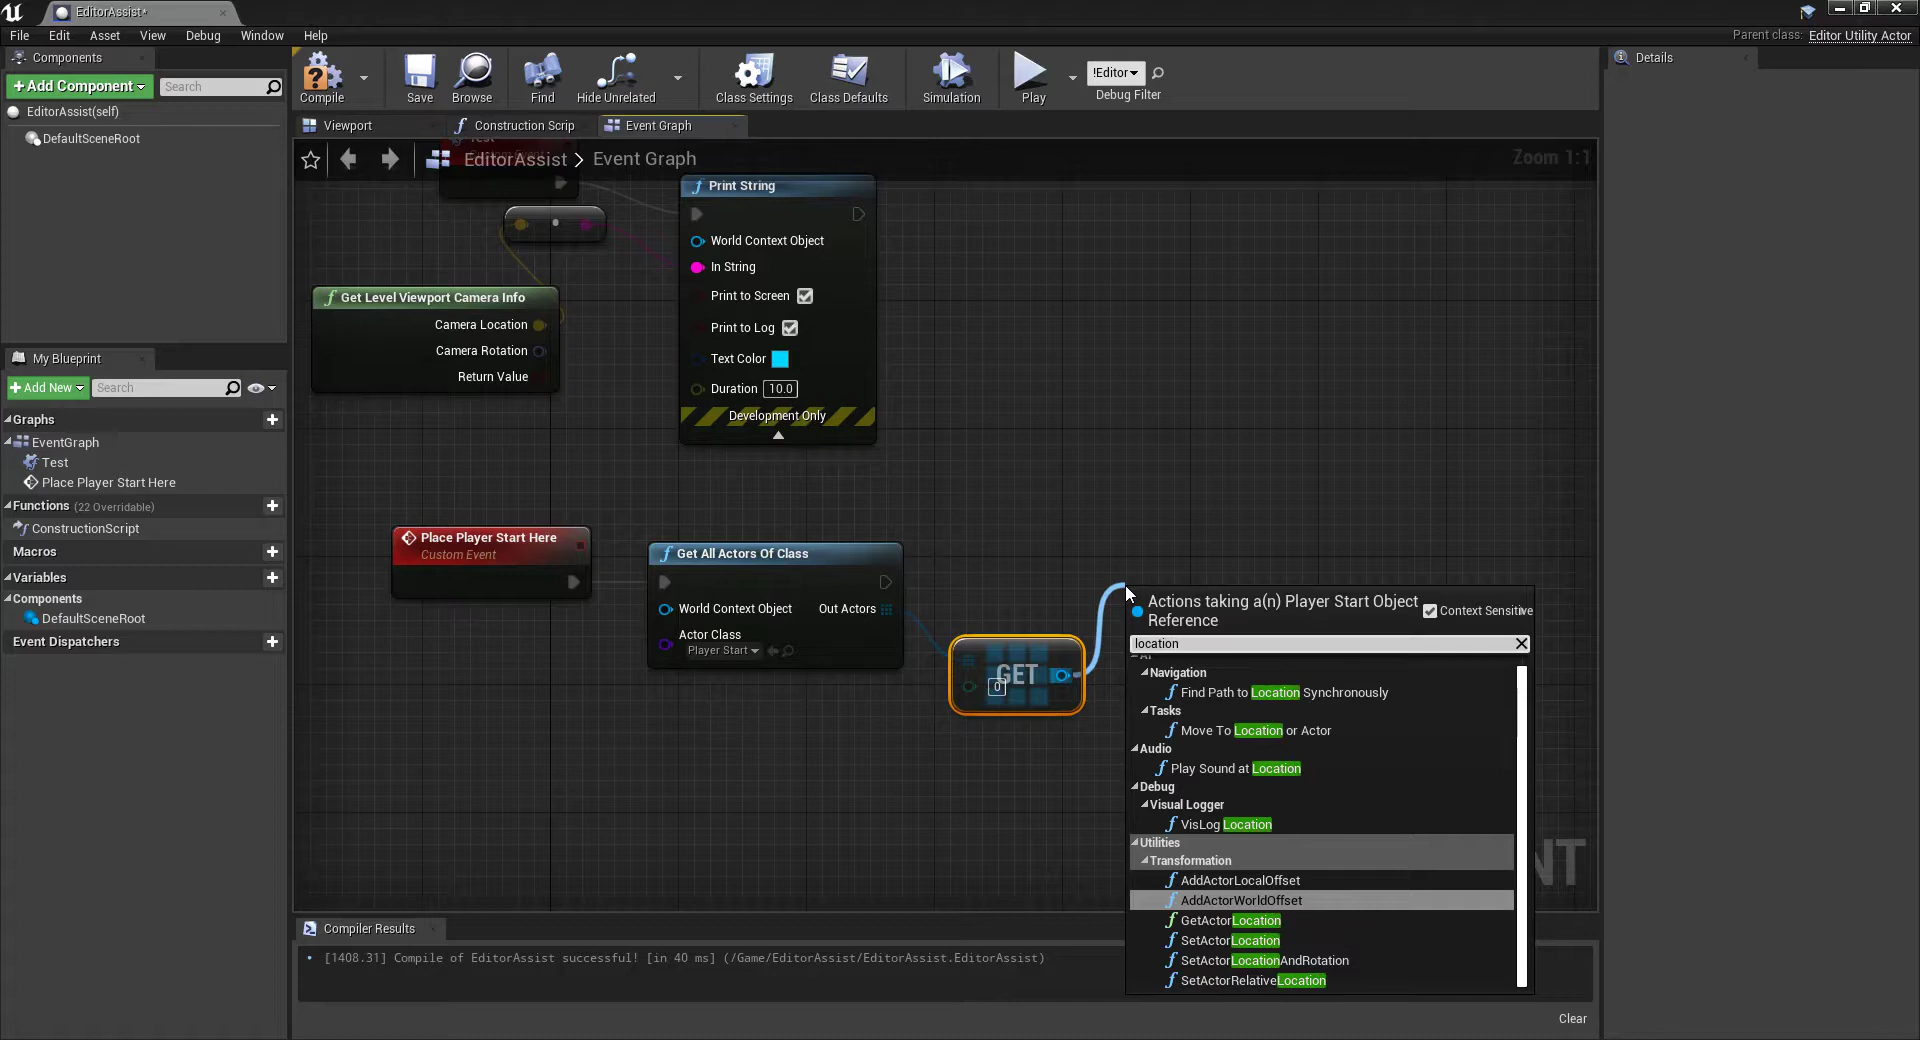 EditorAssist*
File Edit Asset View Debug Window Help
Parent class: Editor Utility Actor
Components
+Add Component
Search
EditorAssist(self)
DefaultSceneRoot
My Blueprint
+Add New
Search
Graphs
EventGraph
Test
Place Player Start Here
Functions (22 Overridable)
ConstructionScript
Macros
Variables
Components
DefaultSceneRoot
Event Dispatchers
Compile
Save
Browse
Find
Hide Unrelated
Class Settings
Class Defaults
Simulation
Play
!Editor
Debug Filter
Viewport
Construction Scrip
Event Graph
EditorAssist > Event Graph
Zoom 1:1
Test
Custom Event
Print String
World Context Object
In String
Print to Screen
Print to Log
Text Color
Duration 10.0
Development Only
Get Level Viewport Camera Info
Camera Location
Camera Rotation
Return Value
Place Player Start Here
Custom Event
Get All Actors Of Class
World Context Object Out Actors
Actor Class
Player Start
GET
0
Actions taking a(n) Player Start Object
Reference
Context Sensitive
location
AI
Navigation
Find Path to Location Synchronously
Tasks
Move To Location or Actor
Audio
Play Sound at Location
Debug
Visual Logger
VisLog Location
Utilities
Transformation
AddActorLocalOffset
AddActorWorldOffset
GetActorLocation
SetActorLocation
SetActorLocationAndRotation
SetActorRelativeLocation
NT
Compiler Results
[1408.31] Compile of EditorAssist successful! [in 40 ms] (/Game/EditorAssist/EditorAssist.EditorAssist)
Clear
Details